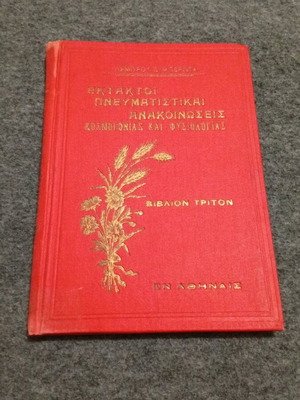 ΕΚΤΑΚΤΟΙ
ΠΝΕΥΜΑΤΙΣΤΙΚΑΙ
ΑΝΑΚΟΙΝΩΣΕΙΣ
ΚΟΣΜΟΓΟΝΙΑΣ ΚΑΙ ΦΥΣΙΟΛΟΓΙΑΣ
ΒΙΒΛΙΟΝ ΤΡΙΤΟΝ
ΕΝ ΑΘΗΝΑΙΣ